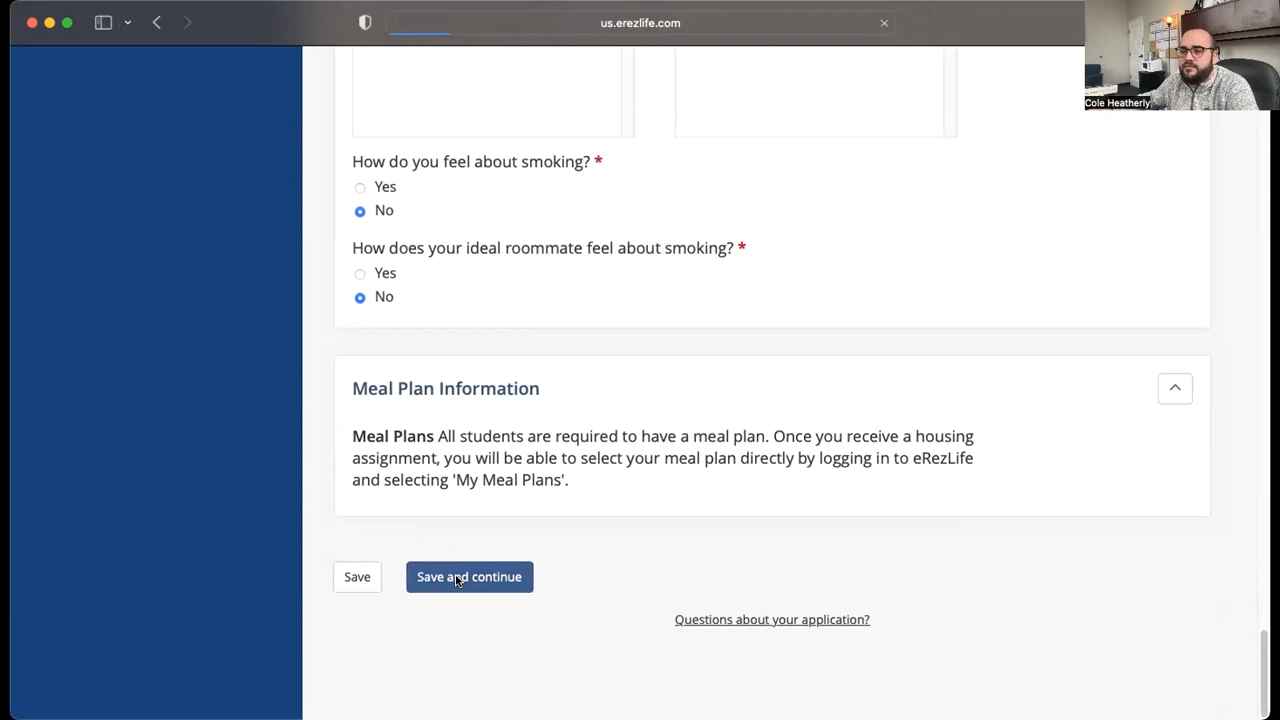 us.erezlife.com
Cole Heatherly
How do you feel about smoking? *
Yes
No
How does your ideal roommate feel about smoking? *
Yes
No
Meal Plan Information
Meal Plans All students are required to have a meal plan. Once you receive a housing
assignment, you will be able to select your meal plan directly by logging in to eRezLife
and selecting 'My Meal Plans'.
Save
Save and continue
Questions about your application?